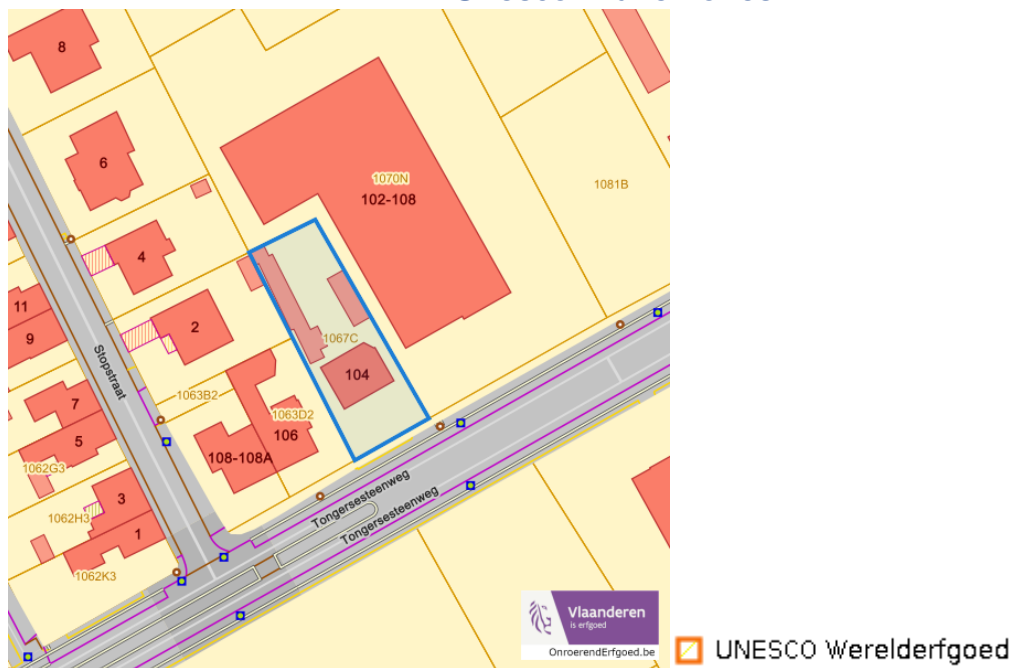 8
6
1070N
102-108
1081B
4
11
9
2
1067C
104
Stopstraat
1063B2
7
1063D2
106
5
108-108A
1062G3
3
1062H3
1
Tongersesteenweg
Tongersesteenweg
1062K3
Vlaanderen
is erfgoed
OnroerendErfgoed.be
UNESCO Werelderfgoed